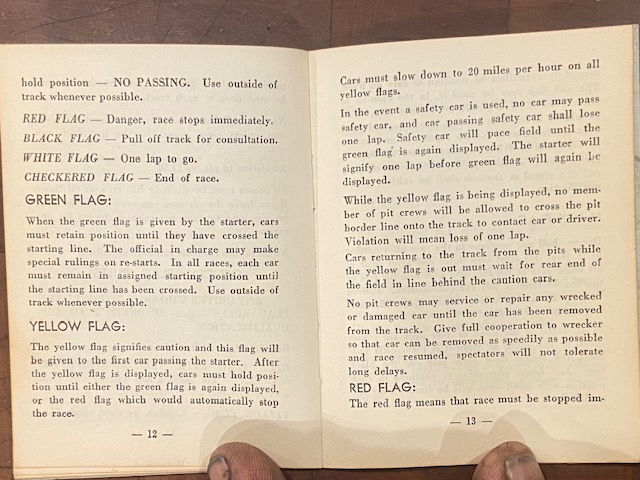 hold position — NO PASSING. Use outside of
track whenever possible.
RED FLAG — Danger, race stops immediately.
BLACK FLAG — Pull off track for consultation.
WHITE FLAG — One lap to go.
CHECKERED FLAG — End of race.
GREEN FLAG:
When the green flag is given by the starter, cars
must retain position until they have crossed the
starting line. The official in charge may make
special rulings on re-starts. In all races, each car
must remain in assigned starting position until
the starting line has been crossed. Use outside of
track whenever possible.
YELLOW FLAG:
The yellow flag signifies caution and this flag will
be given to the first car passing the starter. After
the yellow flag is displayed, cars must hold posi-
tion until either the green flag is again displayed,
or the red flag which would automatically stop
the race.
— 12 —
Cars must slow down to 20 miles per hour on all
yellow flags.
In the event a safety car is used, no car may pass
safety car, and car passing safety car shall lose
one lap. Safety car will pace field until the
green flag is again displayed. The starter will
signify one lap before green flag will again be
displayed.
While the yellow flag is being displayed, no mem-
ber of pit crews will be allowed to cross the pit
border line onto the track to contact car or driver.
Violation will mean loss of one lap.
Cars returning to the track from the pits while
the yellow flag is out must wait for rear end of
the field in line behind the caution cars.
No pit crews may service or repair any wrecked
or damaged car until the car has been removed
from the track. Give full cooperation to wrecker
so that car can be removed as speedily as possible
and race resumed, spectators will not tolerate
long delays.
RED FLAG:
The red flag means that race must be stopped im-
— 13 —